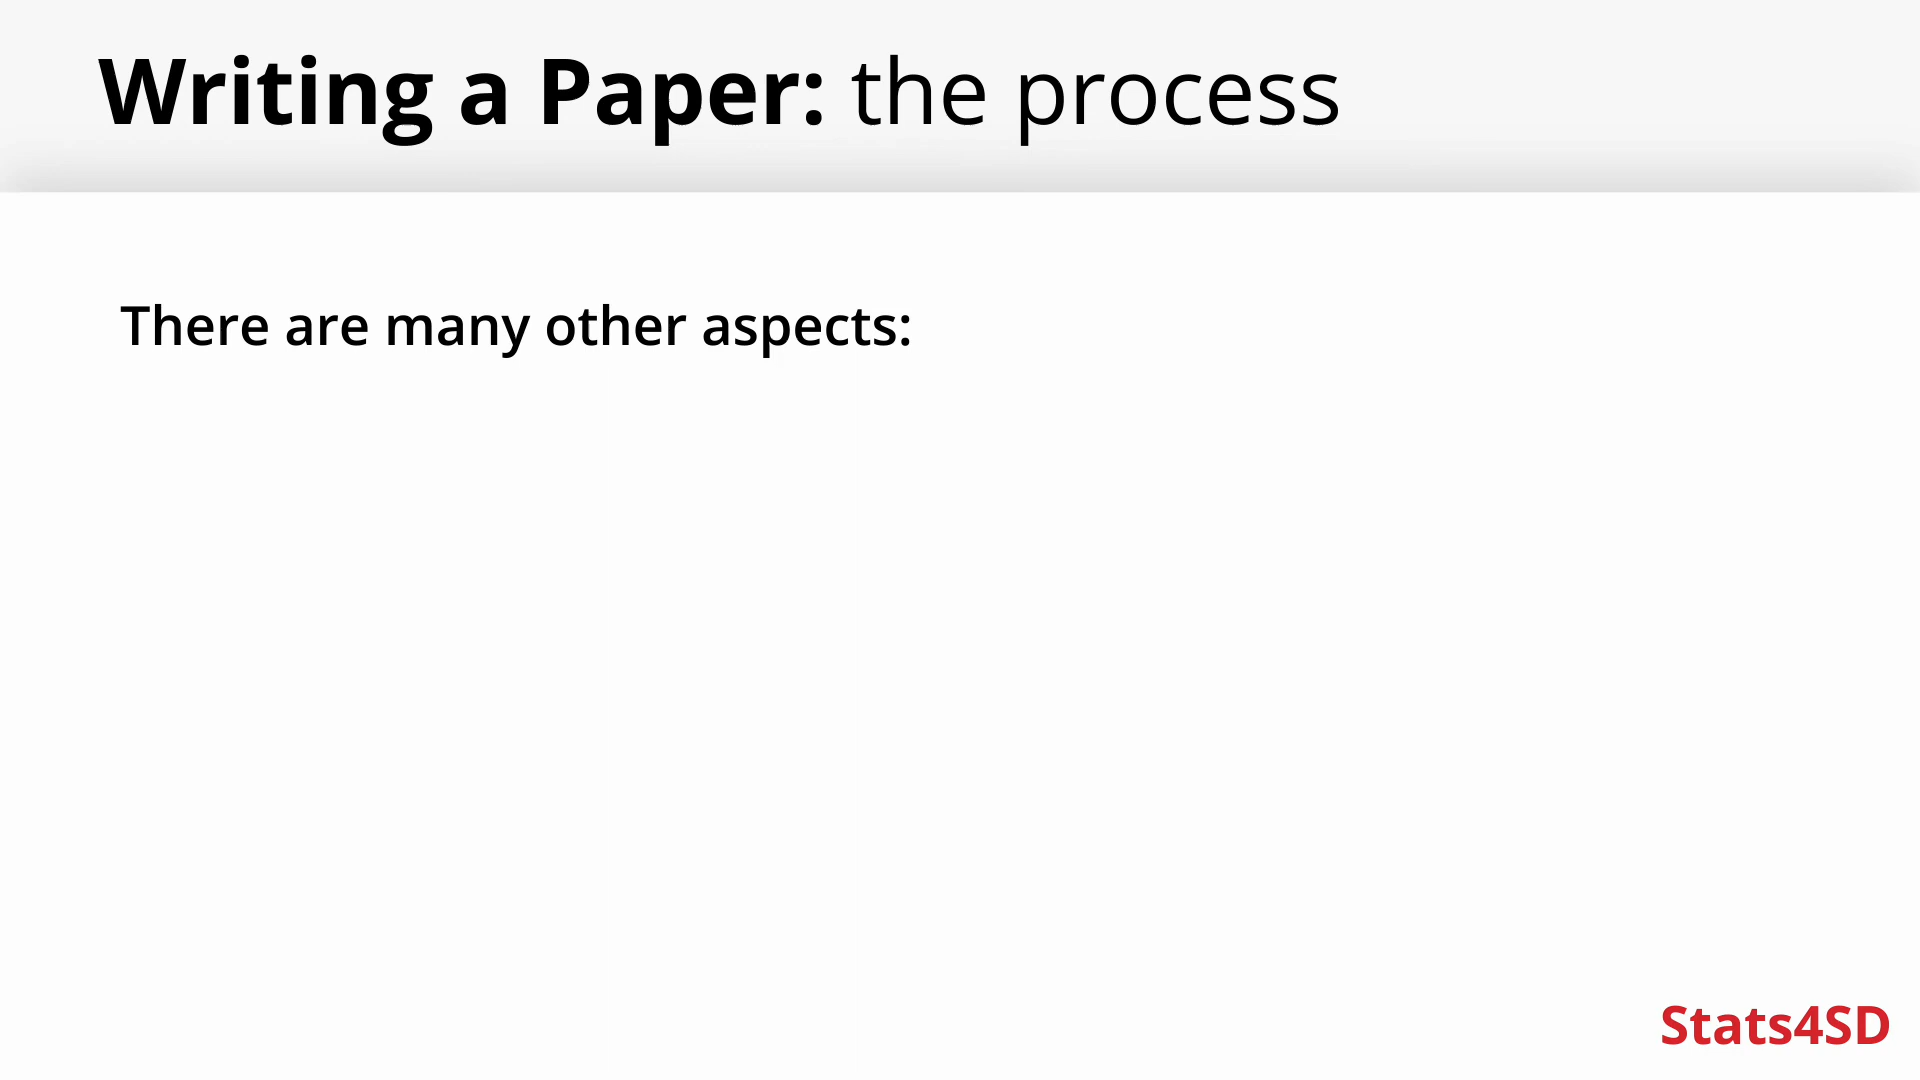 Writing a Paper: the process
There are many other aspects:
Stats4SD